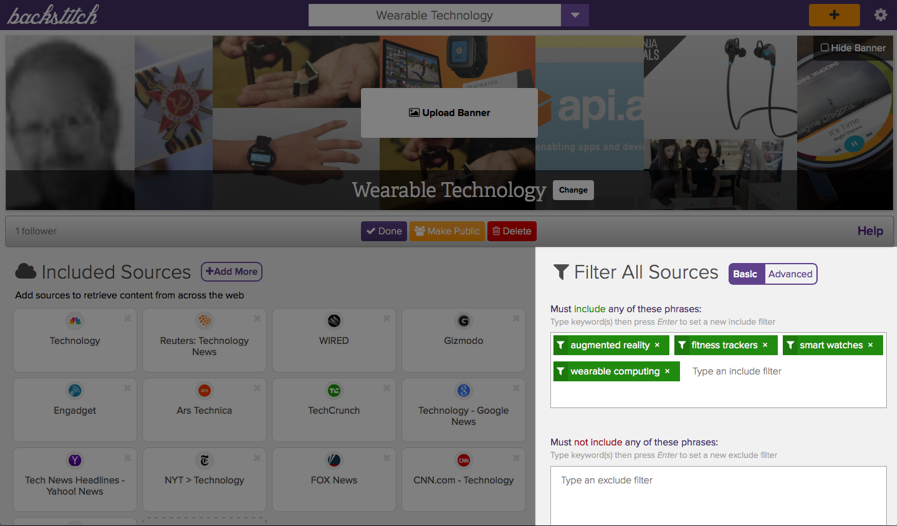 backstitch
Wearable Technology
+
Hide Banner
NJA
ALS
Upload Banner
api.a
enabling apps and devi
It's Time
Wearable Technology
Change
1 follower
Done
Make Public
Delete
Help
Included Sources
+Add More
Add sources to retrieve content from across the web
Technology
Reuters: Technology
News
WIRED
Gizmodo
Engadget
Ars Technica
TechCrunch
Technology - Google
News
Tech News Headlines -
Yahoo! News
NYT > Technology
FOX News
CNN.com - Technology
Filter All Sources
Basic
Advanced
Must include any of these phrases:
Type keyword(s) then press Enter to set a new include filter
augmented reality ×
fitness trackers ×
smart watches ×
wearable computing ×
Type an include filter
Must not include any of these phrases:
Type keyword(s) then press Enter to set a new exclude filter
Type an exclude filter